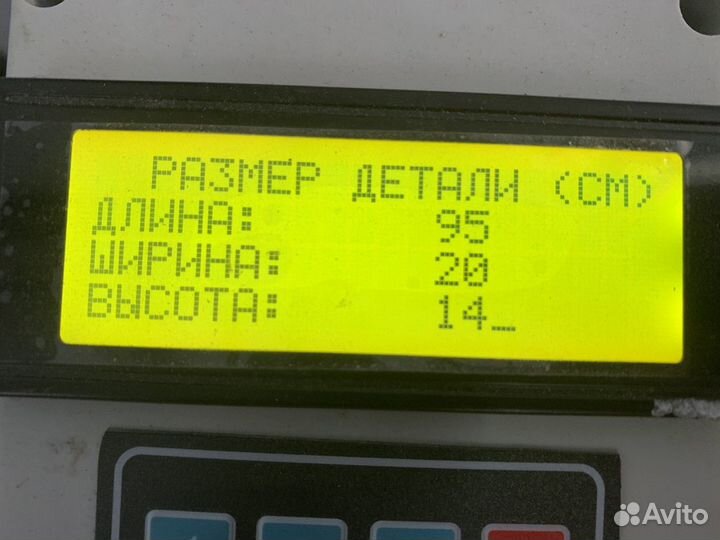 РАЗМЕР ДЕТАЛИ (СМ)
ДЛИНА: 95
ШИРИНА: 20
ВЫСОТА: 14_
Avito